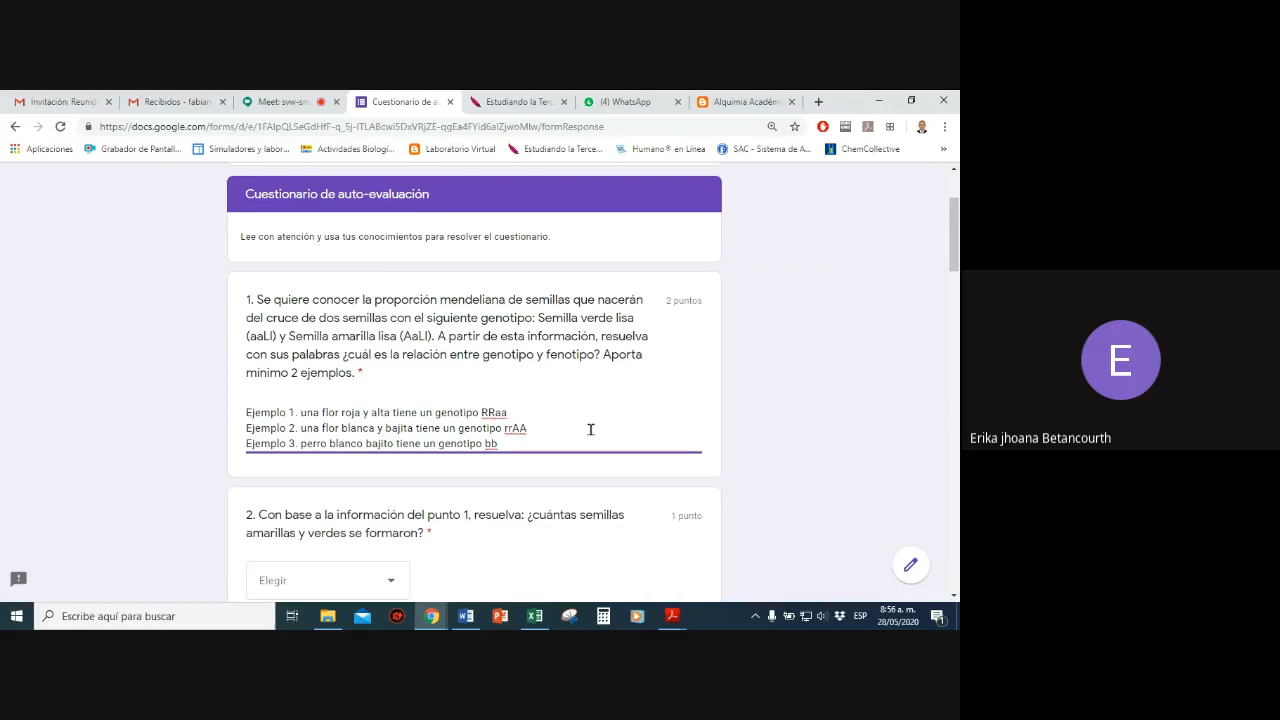 Invitación: Reunió
Recibidos - fabian
Meet: svw-sn
Cuestionario de au
Estudiando la Terc
(4) WhatsApp
Alquimia Académ
https://docs.google.com/forms/d/e/
/formResponse
Aplicaciones
Grabador de Pantall...
Simuladores y labor...
Actividades Biologí...
Laboratorio Virtual
Estudiando la Terce...
Humano® en Línea
SAC - Sistema de A...
ChemCollective
»
Cuestionario de auto-evaluación
Lee con atención y usa tus conocimientos para resolver el cuestionario.
1. Se quiere conocer la proporción mendeliana de semillas que nacerán
2 puntos
del cruce de dos semillas con el siguiente genotipo: Semilla verde lisa
(aaLl) y Semilla amarilla lisa (AaLl). A partir de esta información, resuelva
con sus palabras ¿cuál es la relación entre genotipo y fenotipo? Aporta
mínimo 2 ejemplos. *
Ejemplo 1. una flor roja y alta tiene un genotipo RRaa
Ejemplo 2. una flor blanca y bajita tiene un genotipo rrAA
Ejemplo 3. perro blanco bajito tiene un genotipo bb
2. Con base a la información del punto 1, resuelva: ¿cuántas semillas
1 punto
amarillas y verdes se formaron? *
Elegir
E
Erika jhoana Betancourth
Escribe aquí para buscar
ESP
8:56 a. m.
28/05/2020